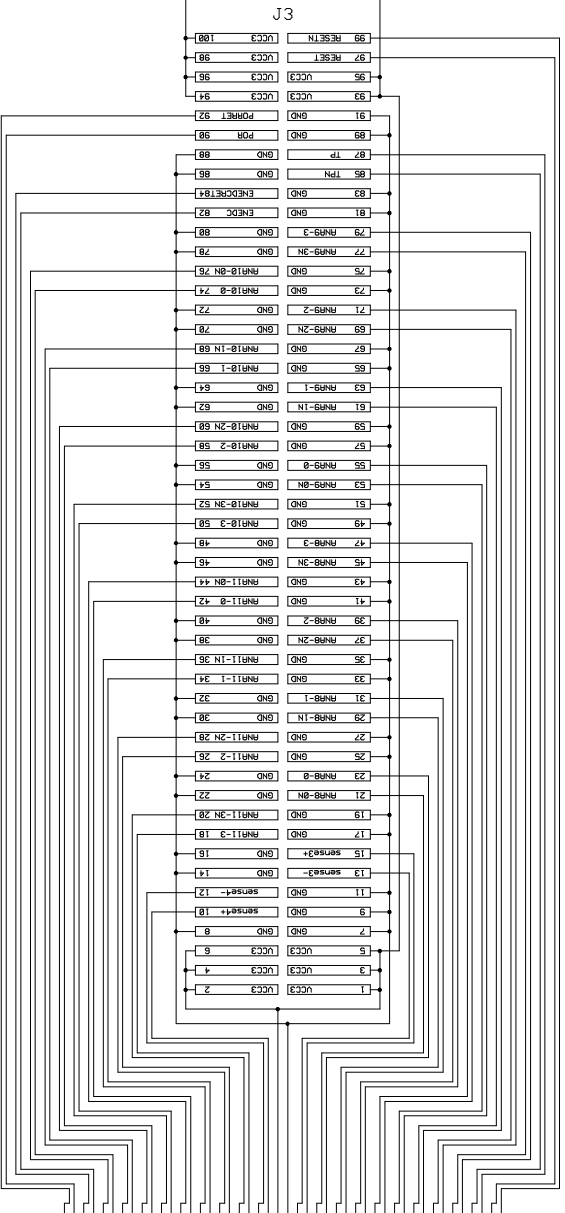 J3
99 RESETN VCC3 100
97 RESET VCC3 98
95 VCC3 VCC3 96
93 VCC3 VCC3 94
91 GND PORRET 92
89 GND POR 90
87 TP GND 88
85 TPN GND 86
83 GND ENEDCRET84
81 GND ENEDC 82
79 ANA9-3 GND 80
77 ANA9-3N GND 78
75 GND ANA10-0N 76
73 GND ANA10-0 74
71 ANA9-2 GND 72
69 ANA9-2N GND 70
67 GND ANA10-1N 68
65 GND ANA10-1 66
63 ANA9-1 GND 64
61 ANA9-1N GND 62
59 GND ANA10-2N 60
57 GND ANA10-2 58
55 ANA9-0 GND 56
53 ANA9-0N GND 54
51 GND ANA10-3N 52
49 GND ANA10-3 50
47 ANA8-3 GND 48
45 ANA8-3N GND 46
43 GND ANA11-0N 44
41 GND ANA11-0 42
39 ANA8-2 GND 40
37 ANA8-2N GND 38
35 GND ANA11-1N 36
33 GND ANA11-1 34
31 ANA8-1 GND 32
29 ANA8-1N GND 30
27 GND ANA11-2N 28
25 GND ANA11-2 26
23 ANA8-0 GND 24
21 ANA8-0N GND 22
19 GND ANA11-3N 20
17 GND ANA11-3 18
15 sense3+ GND 16
13 sense3- GND 14
11 GND sense4- 12
9 GND sense4+ 10
7 GND GND 8
5 VCC3 VCC3 6
3 VCC3 VCC3 4
1 VCC3 VCC3 2